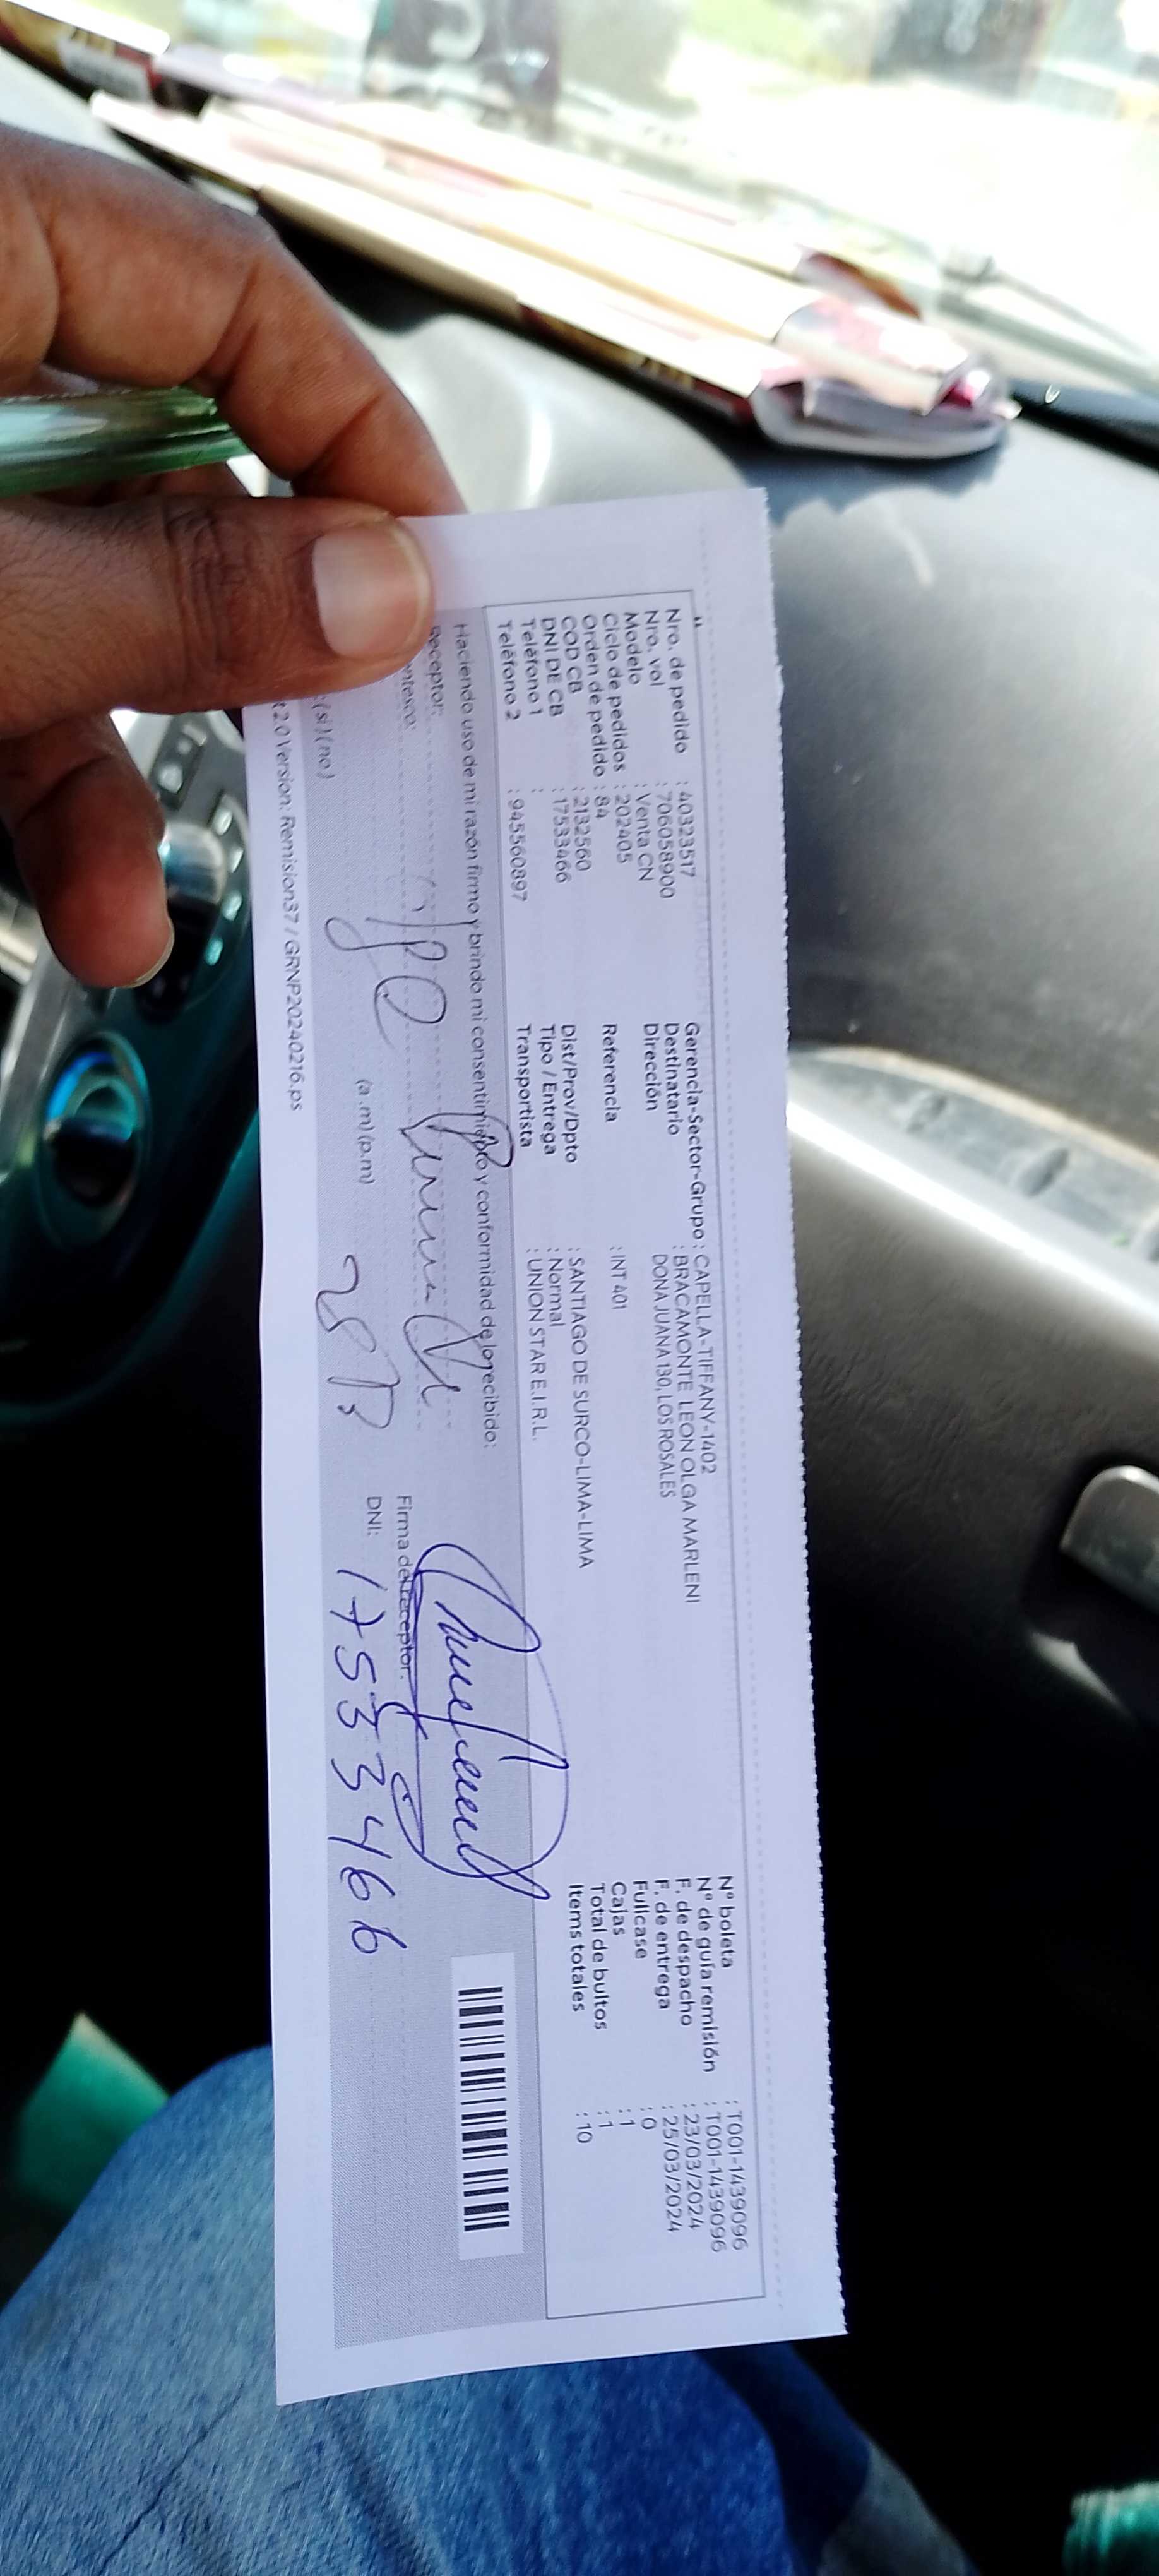 Nro. de pedido : 40323517
Nro. vol : 706058900
Modelo : Venta CN
Ciclo de pedidos : 202405
Orden de pedido : 84
COD CB : 2132560
DNI DE CB : 17533466
Teléfono 1 :
Teléfono 2 : 945560897
Gerencia-Sector-Grupo : CAPELLA-TIFFANY-1402
Destinatario : BRACAMONTE LEON OLGA MARLENI
Dirección DONA JUANA 130, LOS ROSALES
Referencia : INT 401
Dist/Prov/Dpto : SANTIAGO DE SURCO-LIMA-LIMA
Tipo / Entrega : Normal
Transportista : UNION STAR E.I.R.L.
N° boleta : T001-1439096
N° de guía remisión : T001-1439096
F. de despacho : 23/03/2024
F. de entrega : 25/03/2024
Fullcase : 0
Cajas : 1
Total de bultos : 1
Items totales : 10
Haciendo uso de mi razón firmo y brindo mi consentimiento y conformidad de lo recibido:
Receptor:
ntesco:
(a.m) (p.m)
Firma de receptor:
DNI: 17533466
( si ) ( no )
t 2.0 Version: Remision37 / GRNP20240216.ps